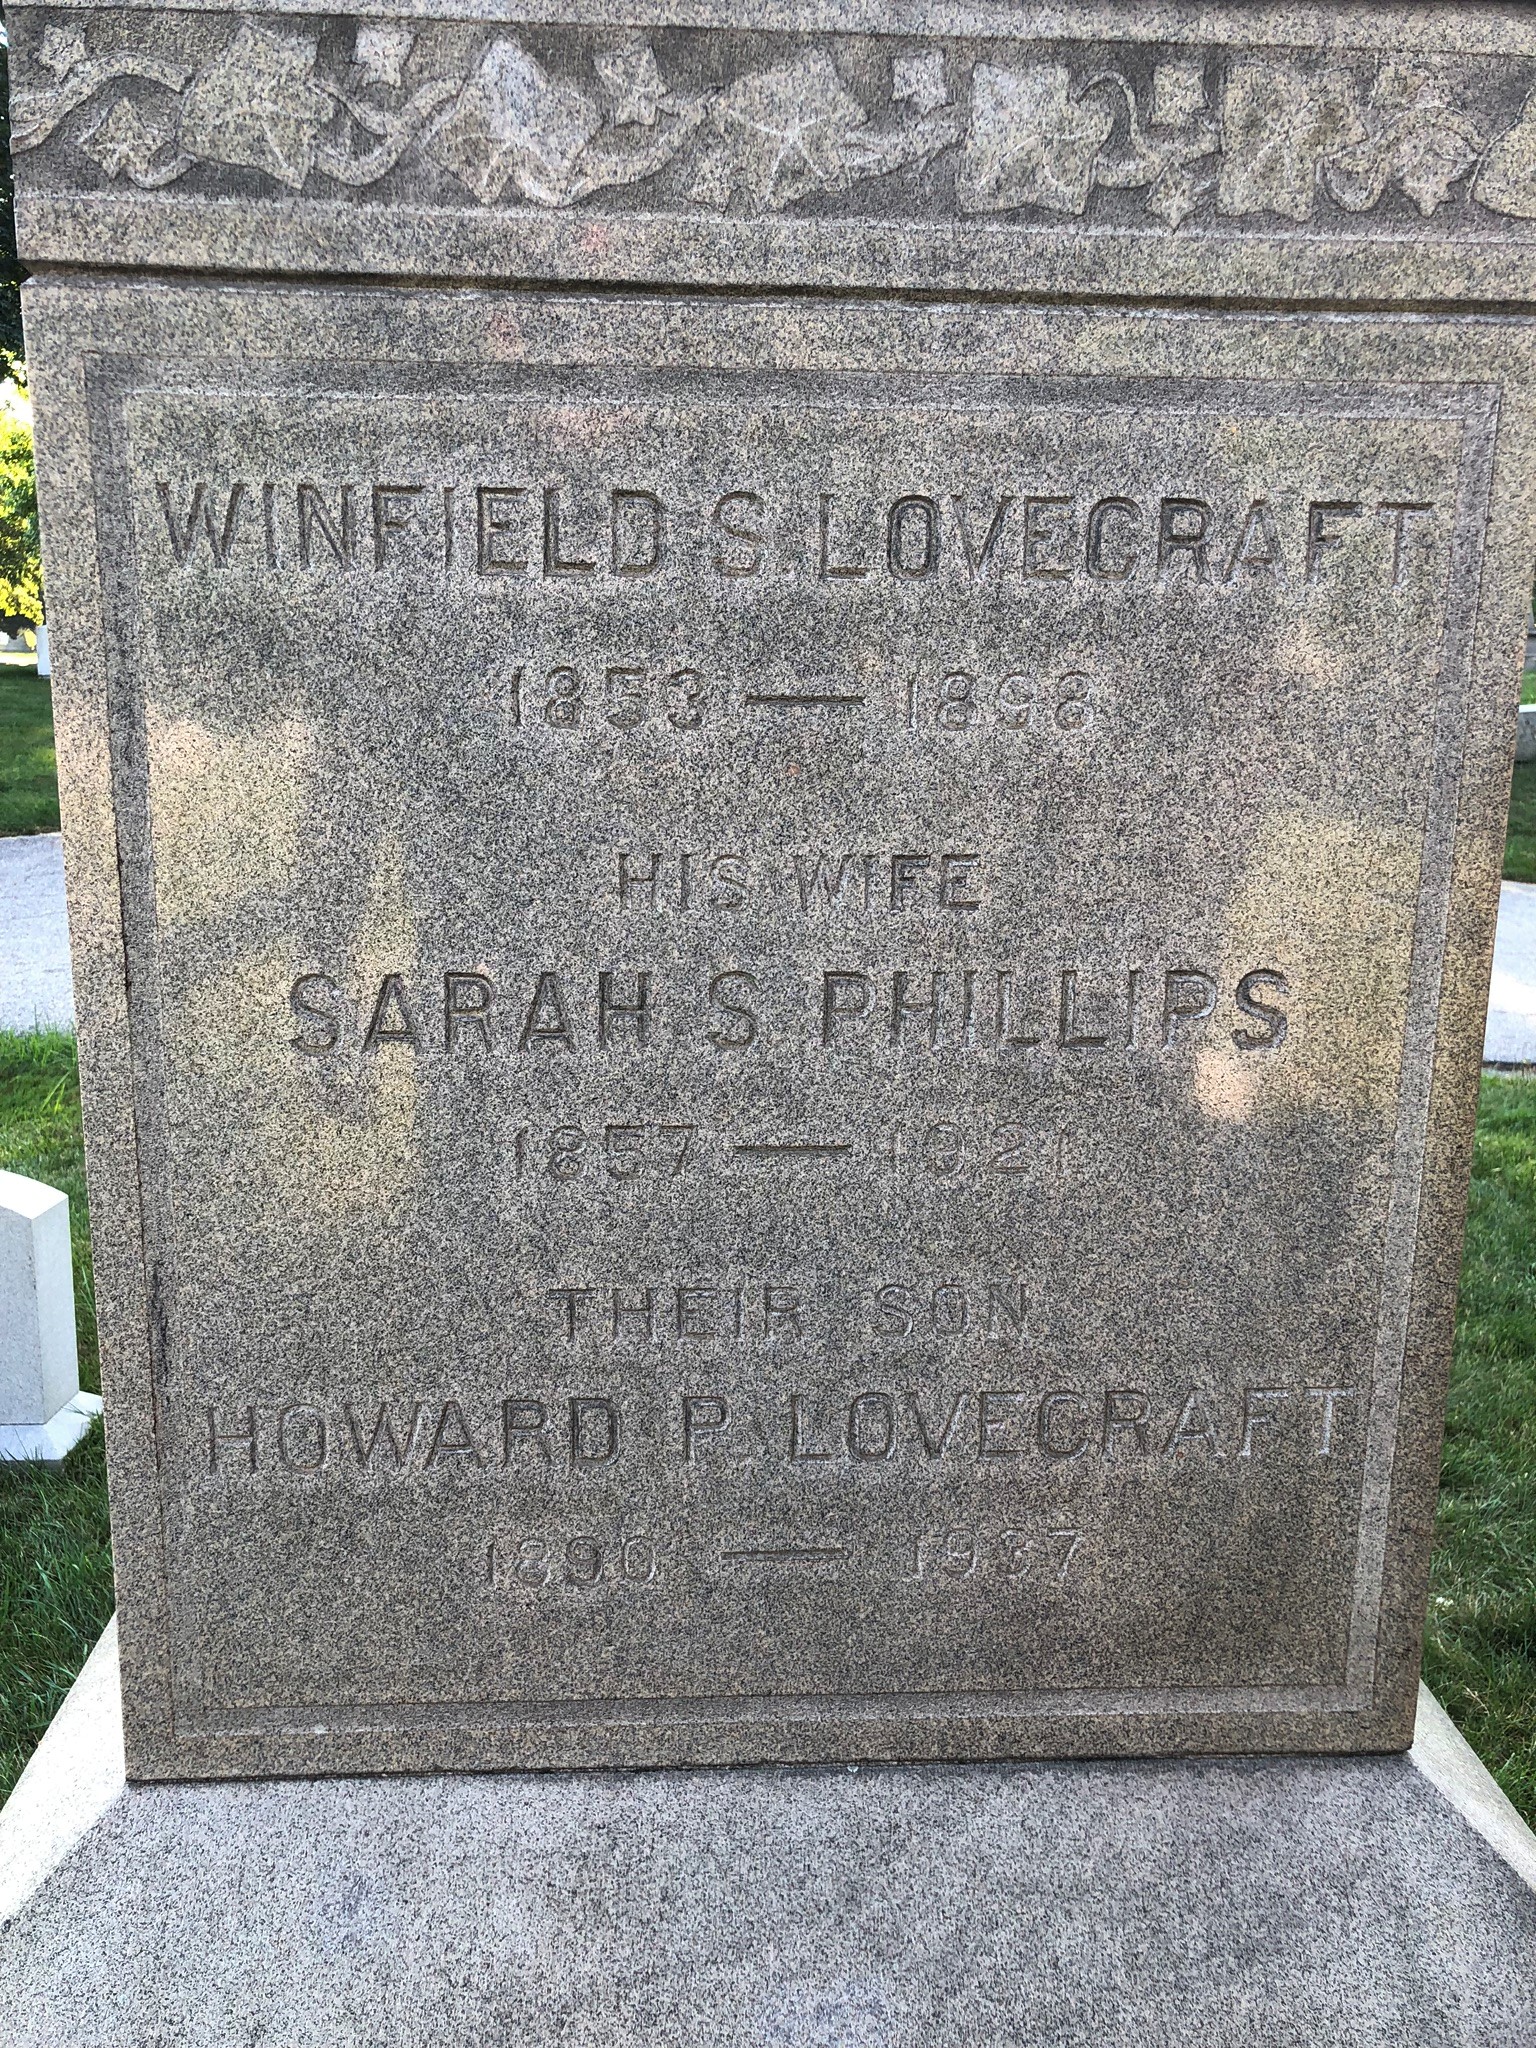 WINFIELD S. LOVECRAFT
1853 — 1898
HIS WIFE
SARAH S. PHILLIPS
1857 — 1921
THEIR SON
HOWARD P. LOVECRAFT
1890 — 1937